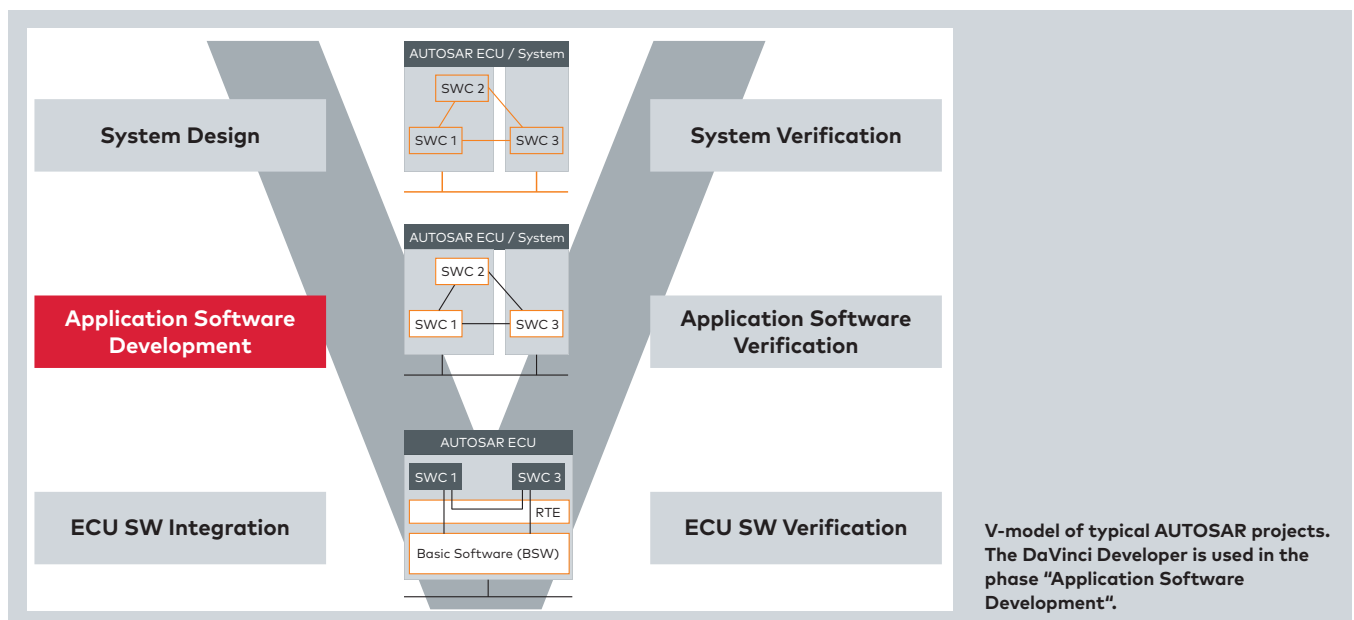 AUTOSAR ECU / System
SWC 2
SWC 1
SWC 3
System Design
System Verification
AUTOSAR ECU / System
SWC 2
SWC 1
SWC 3
Application Software
Development
Application Software
Verification
AUTOSAR ECU
SWC 1
SWC 3
RTE
Basic Software (BSW)
ECU SW Integration
ECU SW Verification
V-model of typical AUTOSAR projects.
The DaVinci Developer is used in the
phase “Application Software
Development“.